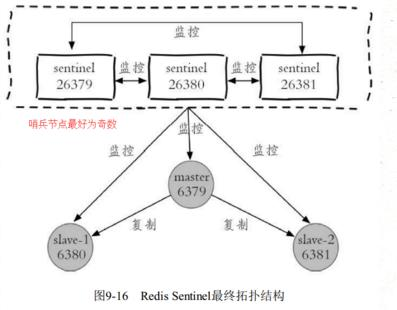 监控
sentinel
26379
监控
sentinel
26380
监控
sentinel
26381
哨兵节点最好为奇数
监控
监控
监控
master
6379
复制
复制
slave-1
6380
slave-2
6381
图9-16 Redis Sentinel最终拓扑结构